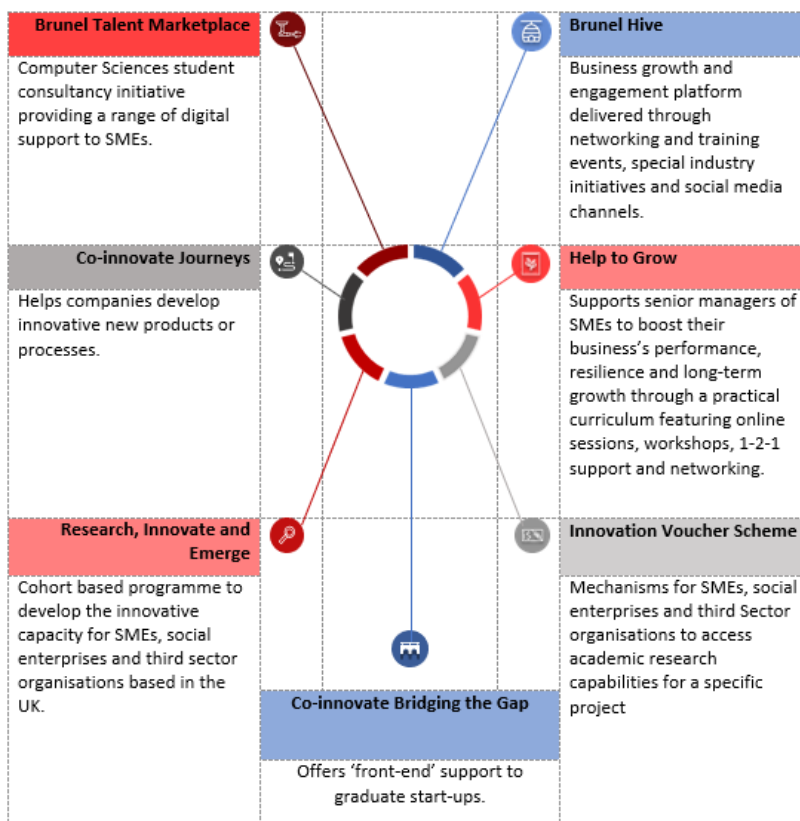 Brunel Talent Marketplace
Computer Sciences student
consultancy initiative
providing a range of digital
support to SMEs.
Brunel Hive
Business growth and
engagement platform
delivered through
networking and training
events, special industry
initiatives and social media
channels.
Co-innovate Journeys
Helps companies develop
innovative new products or
processes.
Help to Grow
Supports senior managers of
SMEs to boost their
business’s performance,
resilience and long-term
growth through a practical
curriculum featuring online
sessions, workshops, 1-2-1
support and networking.
Research, Innovate and
Emerge
Cohort based programme to
develop the innovative
capacity for SMEs, social
enterprises and third sector
organisations based in the
UK.
Innovation Voucher Scheme
Mechanisms for SMEs, social
enterprises and third Sector
organisations to access
academic research
capabilities for a specific
project
Co-innovate Bridging the Gap
Offers ‘front-end’ support to
graduate start-ups.